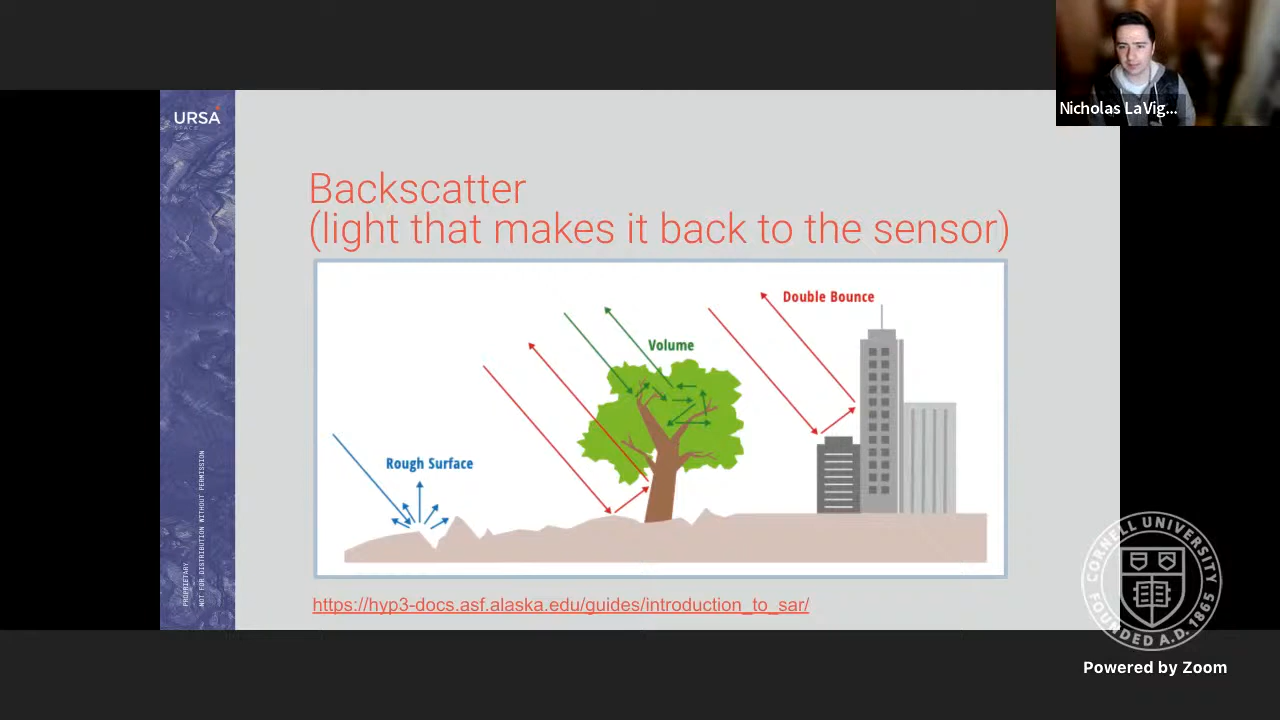 Nicholas LaVig...
URSA
SPACE
Backscatter
(light that makes it back to the sensor)
Double Bounce
Volume
Rough Surface
PROPRIETARY
NOT FOR DISTRIBUTION WITHOUT PERMISSION
https://hyp3-docs.asf.alaska.edu/guides/introduction_to_sar/
CORNELL UNIVERSITY
FOUNDED A.D. 1865
Powered by Zoom